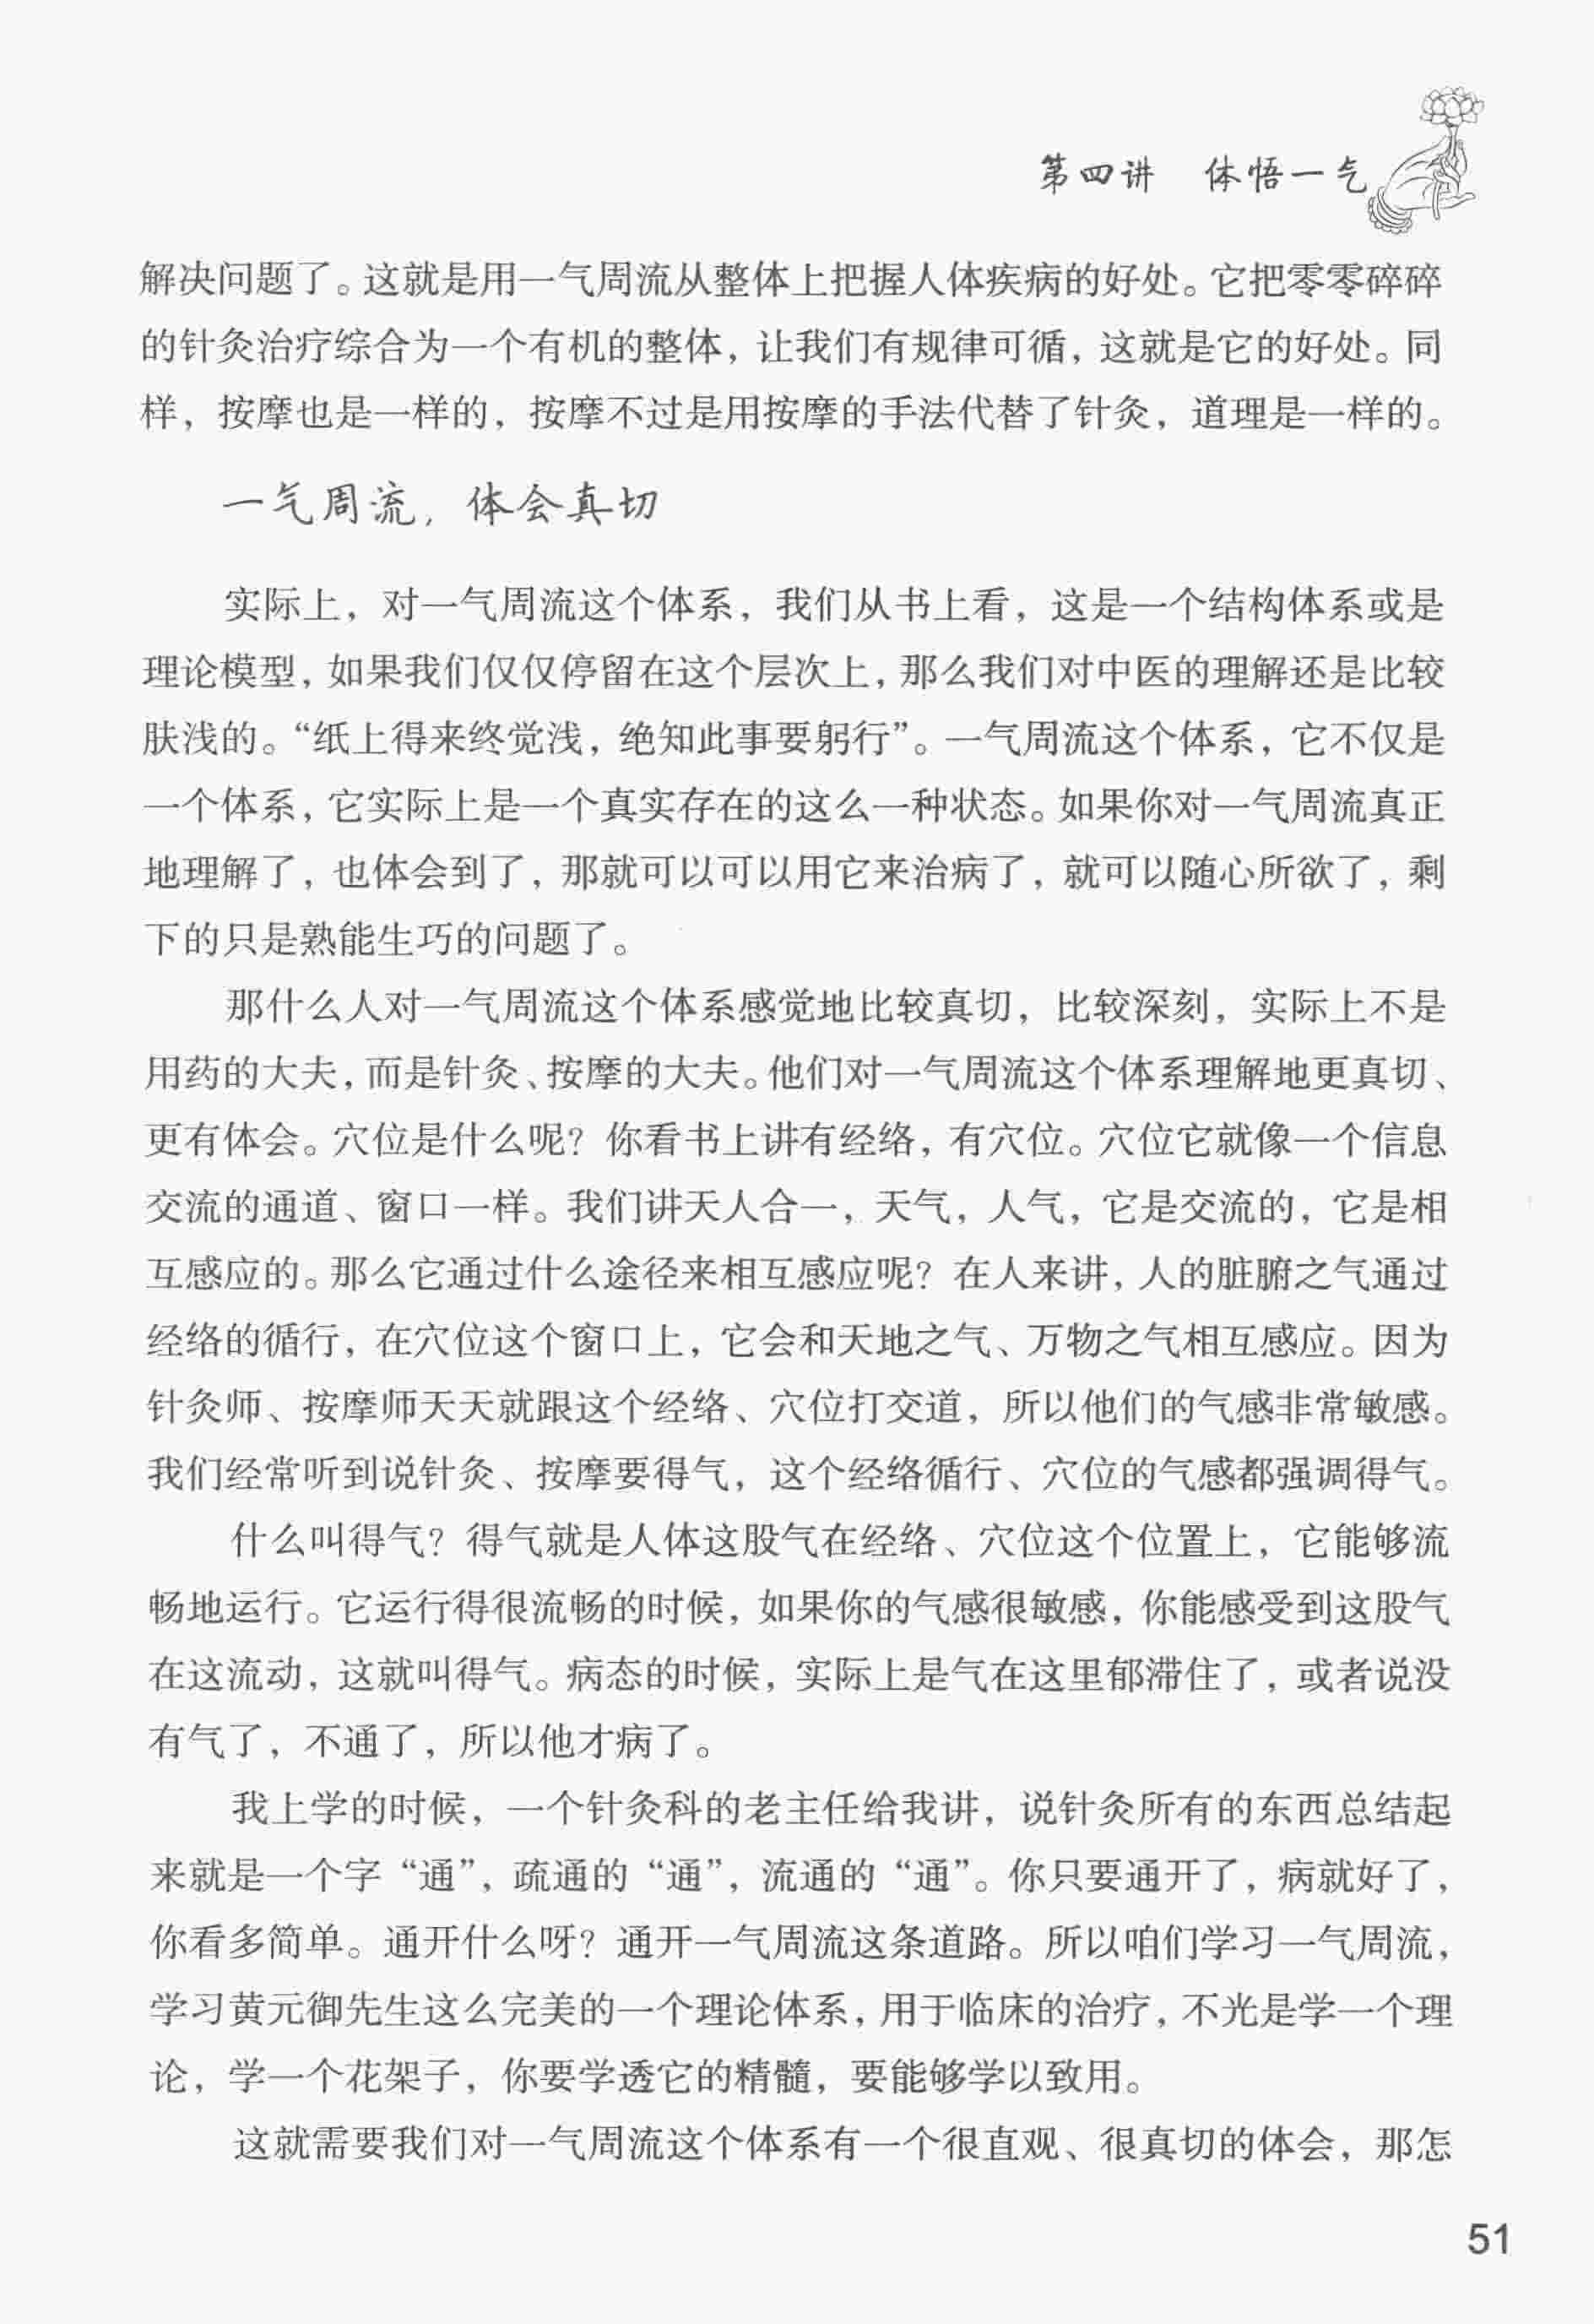 第四讲　体悟一气
解决问题了。这就是用一气周流从整体上把握人体疾病的好处。它把零零碎碎
的针灸治疗综合为一个有机的整体，让我们有规律可循，这就是它的好处。同
样，按摩也是一样的，按摩不过是用按摩的手法代替了针灸，道理是一样的。
一气周流，体会真切
实际上，对一气周流这个体系，我们从书上看，这是一个结构体系或是
理论模型，如果我们仅仅停留在这个层次上，那么我们对中医的理解还是比较
肤浅的。“纸上得来终觉浅，绝知此事要躬行”。一气周流这个体系，它不仅是
一个体系，它实际上是一个真实存在的这么一种状态。如果你对一气周流真正
地理解了，也体会到了，那就可以可以用它来治病了，就可以随心所欲了，剩
下的只是熟能生巧的问题了。
那什么人对一气周流这个体系感觉地比较真切，比较深刻，实际上不是
用药的大夫，而是针灸、按摩的大夫。他们对一气周流这个体系理解地更真切、
更有体会。穴位是什么呢？你看书上讲有经络，有穴位。穴位它就像一个信息
交流的通道、窗口一样。我们讲天人合一，天气，人气，它是交流的，它是相
互感应的。那么它通过什么途径来相互感应呢？在人来讲，人的脏腑之气通过
经络的循行，在穴位这个窗口上，它会和天地之气、万物之气相互感应。因为
针灸师、按摩师天天就跟这个经络、穴位打交道，所以他们的气感非常敏感。
我们经常听到说针灸、按摩要得气，这个经络循行、穴位的气感都强调得气。
什么叫得气？得气就是人体这股气在经络、穴位这个位置上，它能够流
畅地运行。它运行得很流畅的时候，如果你的气感很敏感，你能感受到这股气
在这流动，这就叫得气。病态的时候，实际上是气在这里郁滞住了，或者说没
有气了，不通了，所以他才病了。
我上学的时候，一个针灸科的老主任给我讲，说针灸所有的东西总结起
来就是一个字“通”，疏通的“通”，流通的“通”。你只要通开了，病就好了，
你看多简单。通开什么呀？通开一气周流这条道路。所以咱们学习一气周流，
学习黄元御先生这么完美的一个理论体系，用于临床的治疗，不光是学一个理
论，学一个花架子，你要学透它的精髓，要能够学以致用。
这就需要我们对一气周流这个体系有一个很直观、很真切的体会，那怎
51